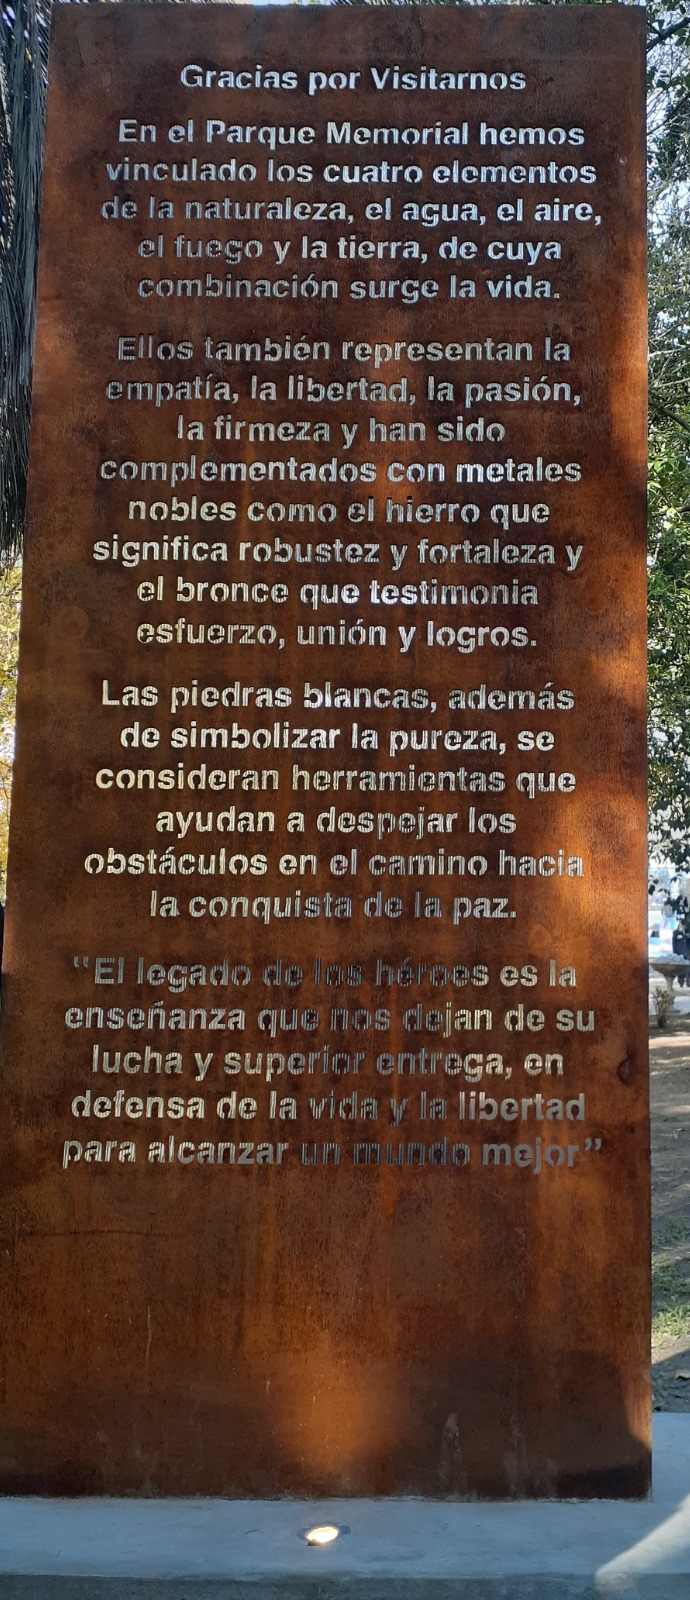 Gracias por Visitarnos
En el Parque Memorial hemos
vinculado los cuatro elementos
de la naturaleza, el agua, el aire,
el fuego y la tierra, de cuya
combinación surge la vida.
Ellos también representan la
empatía, la libertad, la pasión,
la firmeza y han sido
complementados con metales
nobles como el hierro que
significa robustez y fortaleza y
el bronce que testimonia
esfuerzo, unión y logros.
Las piedras blancas, además
de simbolizar la pureza, se
consideran herramientas que
ayudan a despejar los
obstáculos en el camino hacia
la conquista de la paz.
“El legado de los héroes es la
enseñanza que nos dejan de su
lucha y superior entrega, en
defensa de la vida y la libertad
para alcanzar un mundo mejor”